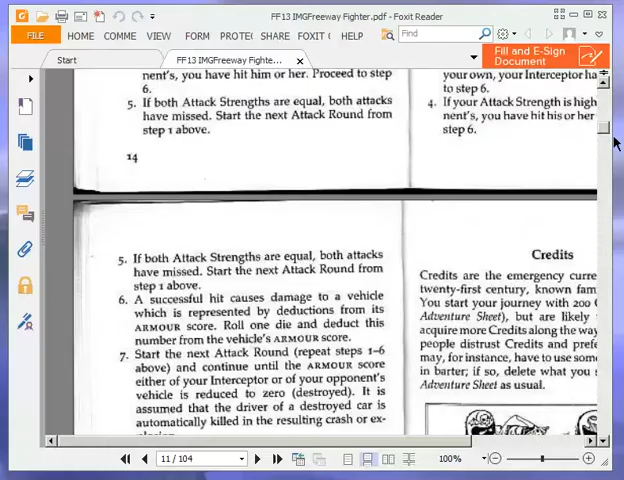 FF13 IMGFreeway Fighter.pdf - Foxit Reader
FILE HOME COMME VIEW FORM PROTE SHARE FOXIT C HELP Find
Start FF13 IMGFreeway Fighte... Fill and E-Sign
Document
nent's, you have hit him or her. Proceed to step
6.
5. If both Attack Strengths are equal, both attacks
have missed. Start the next Attack Round from
step 1 above.
14
your own, your Interceptor ha
to step 6.
4. If your Attack Strength is high
nent's, you have hit his or her
step 6.
5. If both Attack Strengths are equal, both attacks
have missed. Start the next Attack Round from
step 1 above.
6. A successful hit causes damage to a vehicle
which is represented by deductions from its
ARMOUR score. Roll one die and deduct this
number from the vehicle's ARMOUR score.
7. Start the next Attack Round (repeat steps 1–6
above) and continue until the ARMOUR score
either of your Interceptor or of your opponent's
vehicle is reduced to zero (destroyed). It is
assumed that the driver of a destroyed car is
automatically killed in the resulting crash or ex-
plosion.
Credits
Credits are the emergency curre
twenty-first century, known fam
You start your journey with 200 C
Adventure Sheet), but are likely
acquire more Credits along the way
people distrust Credits and prefe
may, for instance, have to use som
in barter; if so, delete what you s
Adventure Sheet as usual.
11 / 104 100%